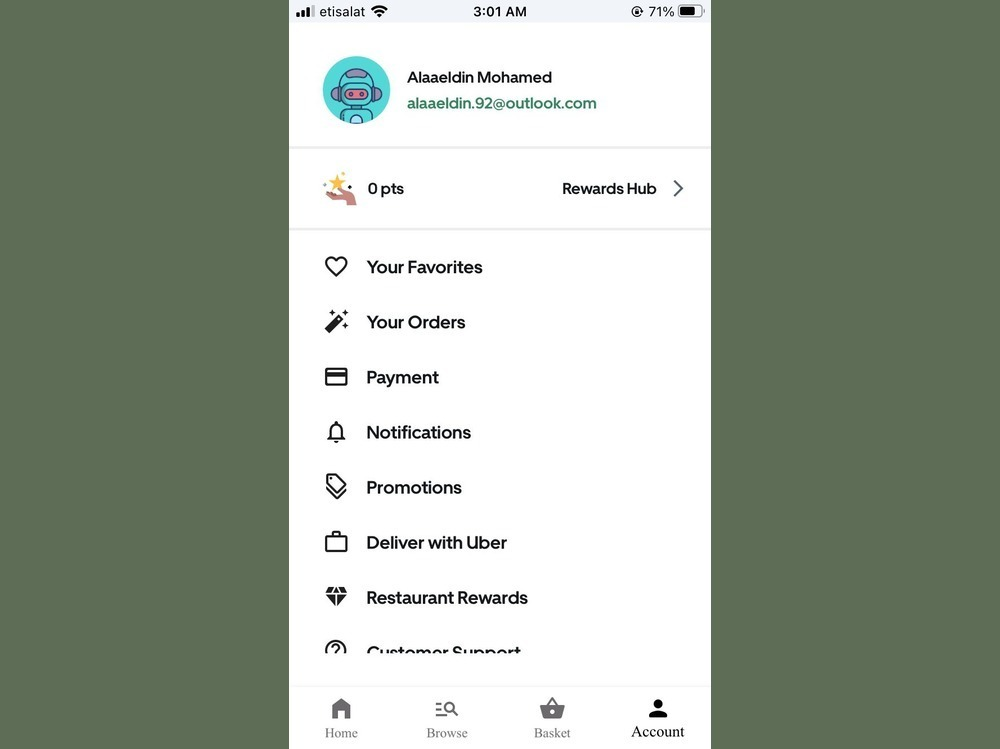 etisalat 3:01 AM 71%
Alaaeldin Mohamed
alaaeldin.92@outlook.com
0 pts Rewards Hub
Your Favorites
Your Orders
Payment
Notifications
Promotions
Deliver with Uber
Restaurant Rewards
Customer Support
Home Browse Basket Account